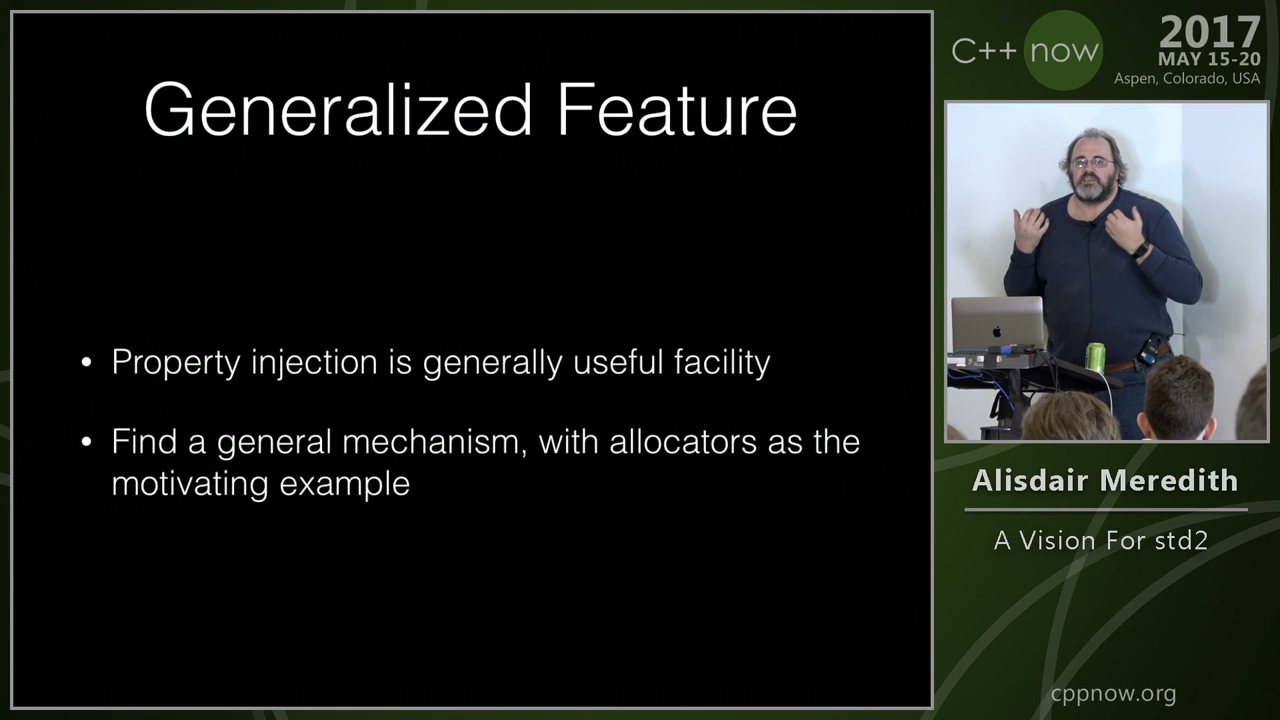 Generalized Feature
• Property injection is generally useful facility
• Find a general mechanism, with allocators as the
motivating example
C++ now
2017
MAY 15-20
Aspen, Colorado, USA
Alisdair Meredith
A Vision For std2
cppnow.org